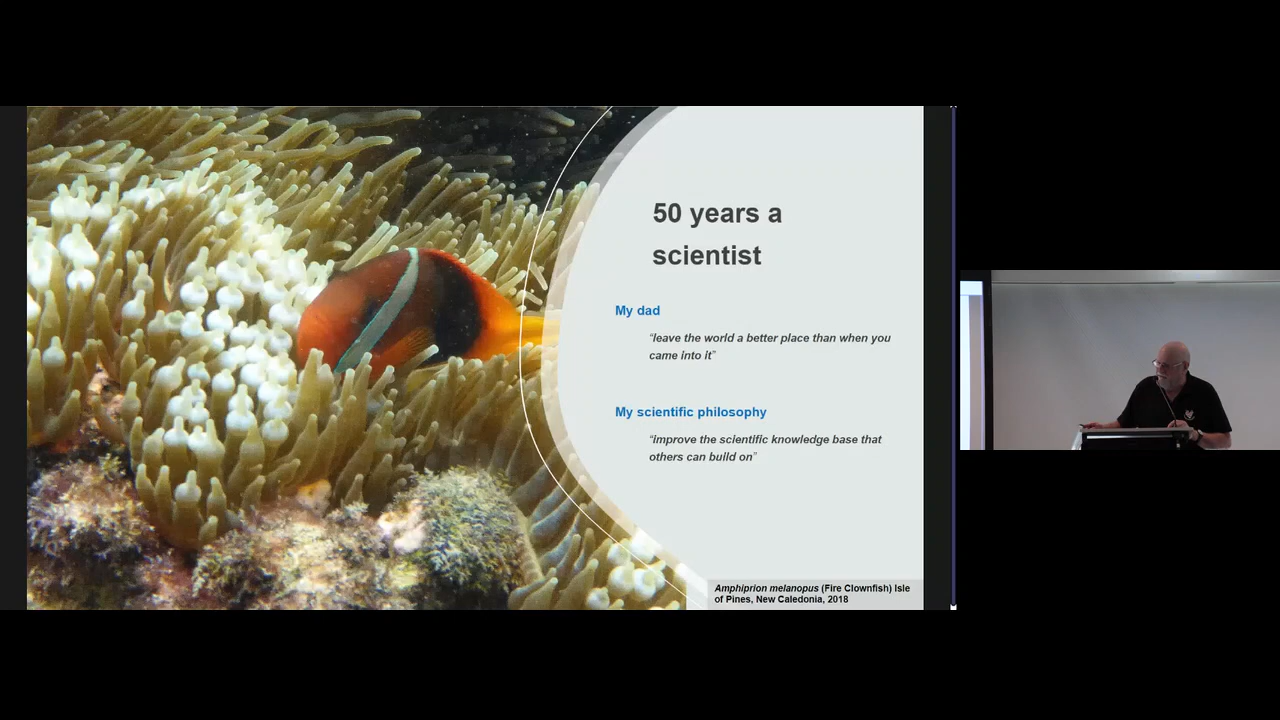 50 years a
scientist
My dad
“leave the world a better place than when you
came into it”
My scientific philosophy
“improve the scientific knowledge base that
others can build on”
Amphiprion melanopus (Fire Clownfish) Isle
of Pines, New Caledonia, 2018